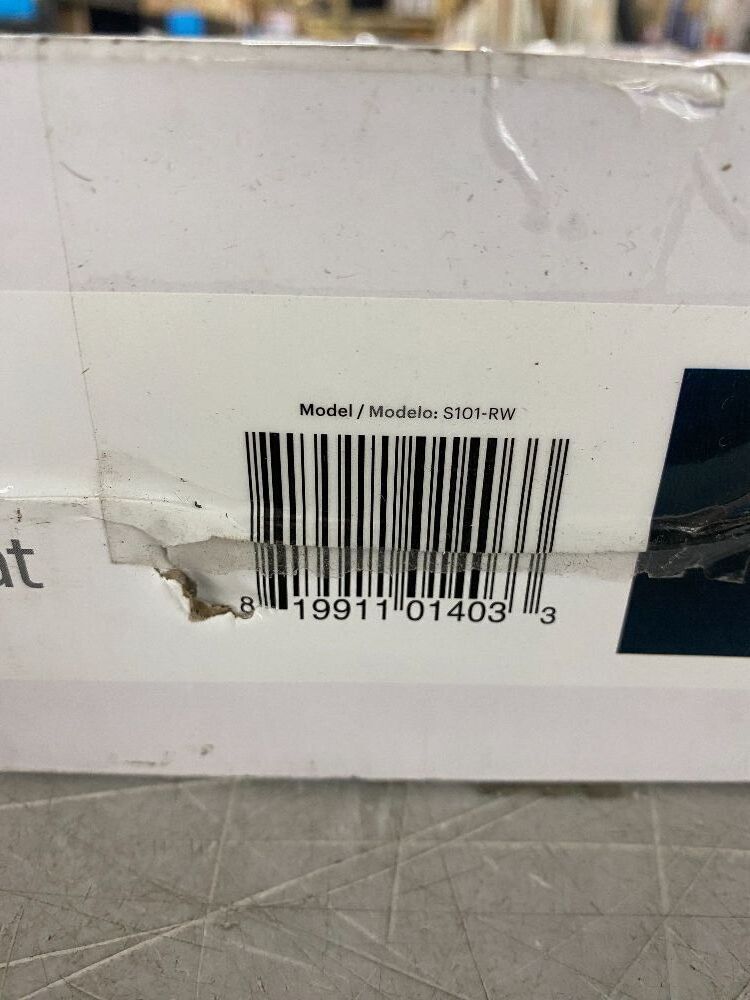 Model / Modelo: S101-RW
at
8 19911 01403 3